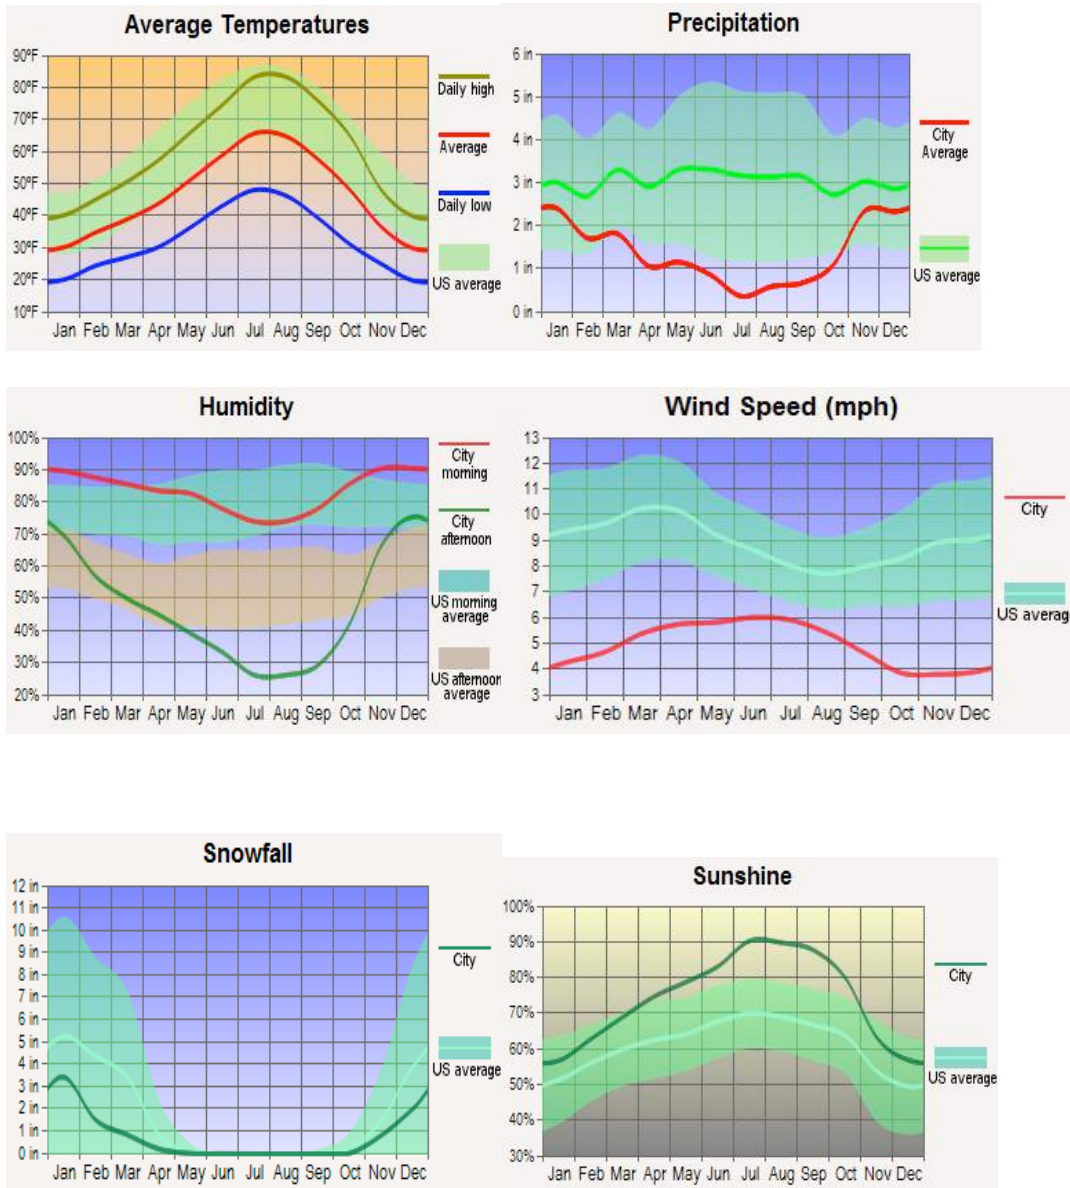 Average Temperatures
90ºF
80ºF
70ºF
60ºF
50ºF
40ºF
30ºF
20ºF
10ºF
Jan Feb Mar Apr May Jun Jul Aug Sep Oct Nov Dec
Daily high
Average
Daily low
US average
Precipitation
6 in
5 in
4 in
3 in
2 in
1 in
0 in
Jan Feb Mar Apr May Jun Jul Aug Sep Oct Nov Dec
City
Average
US average
Humidity
100%
90%
80%
70%
60%
50%
40%
30%
20%
Jan Feb Mar Apr May Jun Jul Aug Sep Oct Nov Dec
City
morning
City
afternoon
US morning
average
US afternoon
average
Wind Speed (mph)
13
12
11
10
9
8
7
6
5
4
3
Jan Feb Mar Apr May Jun Jul Aug Sep Oct Nov Dec
City
US averag
Snowfall
12 in
11 in
10 in
9 in
8 in
7 in
6 in
5 in
4 in
3 in
2 in
1 in
0 in
Jan Feb Mar Apr May Jun Jul Aug Sep Oct Nov Dec
City
US average
Sunshine
100%
90%
80%
70%
60%
50%
40%
30%
Jan Feb Mar Apr May Jun Jul Aug Sep Oct Nov Dec
City
US average